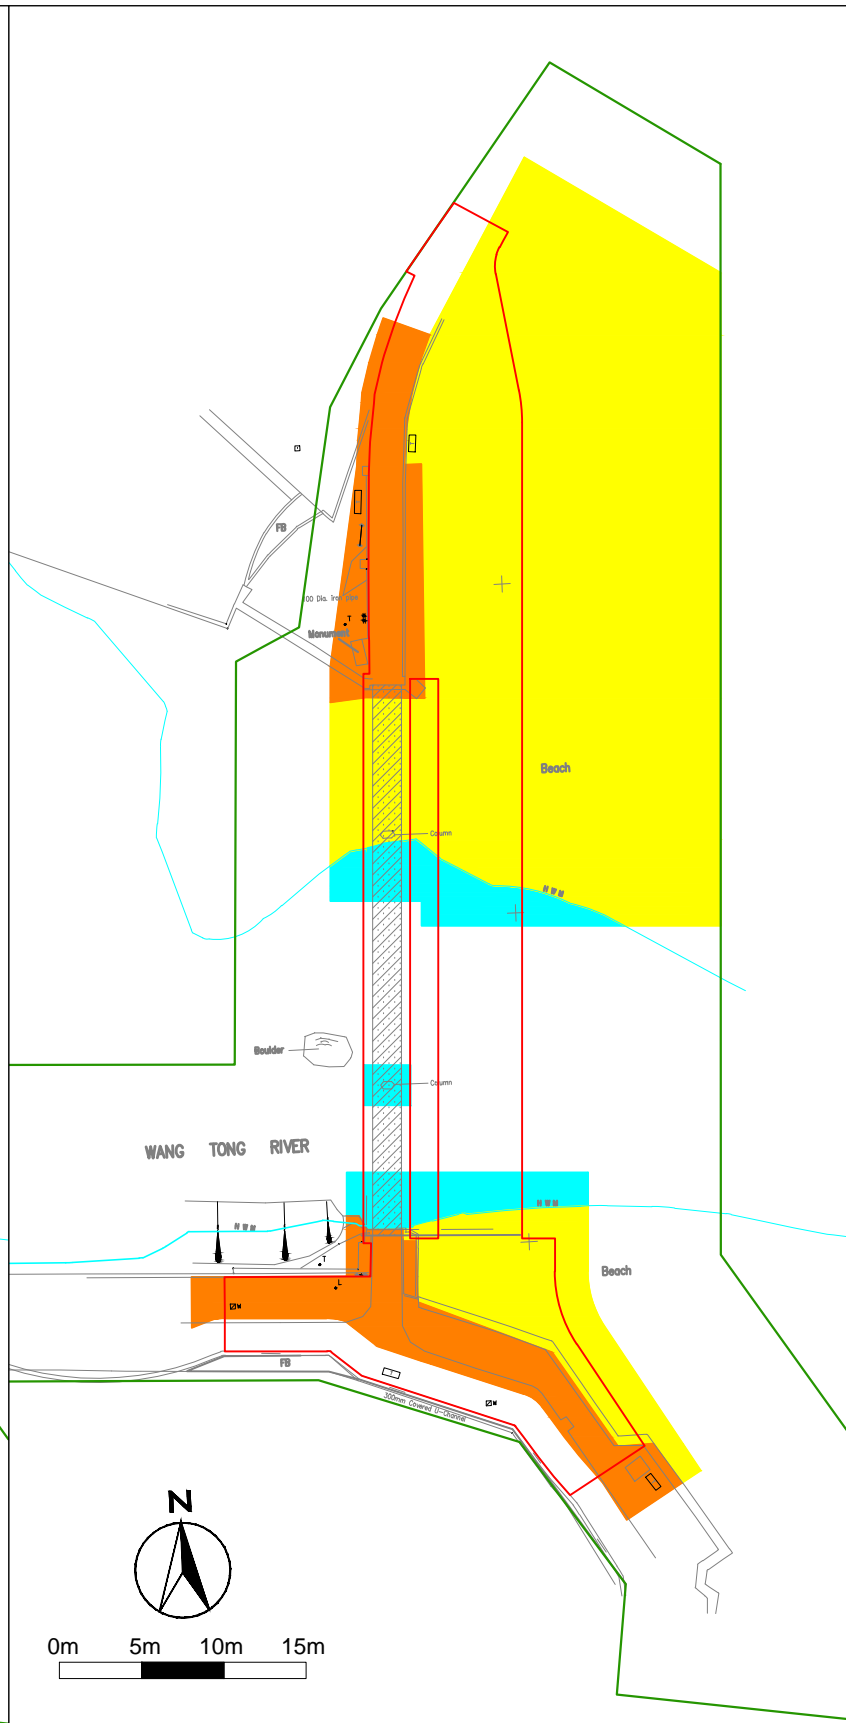 FB
100 Dia. iron pipe
T
Monument
Beach
Column
H W M
Boulder
Column
WANG TONG RIVER
H W M
H W M
T
Beach
L
W
FB
300mm Covered U-Channel
W
N
0m 5m 10m 15m